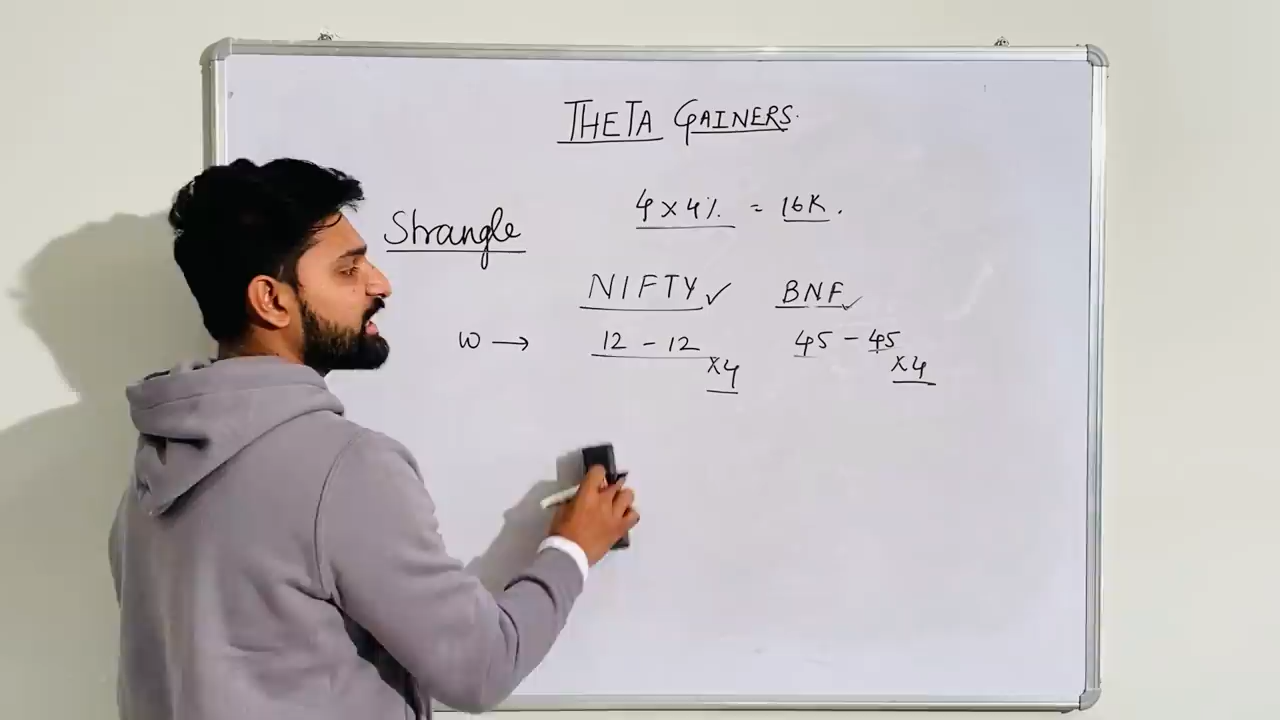 THETA GAINERS.
4 x 4% = 16K.
Strangle
NIFTY ✓ BNF ✓
W → 12 - 12 x4 45 - 45 x4